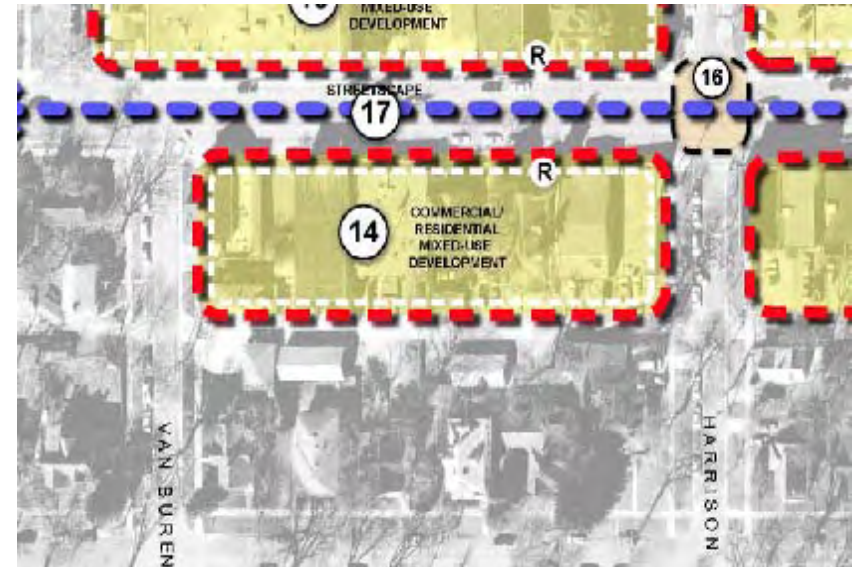 MIXED-USE
DEVELOPMENT
R
16
STREETSCAPE
17
R
14
COMMERCIAL/
RESIDENTIAL
MIXED-USE
DEVELOPMENT
VAN BUREN
HARRISON